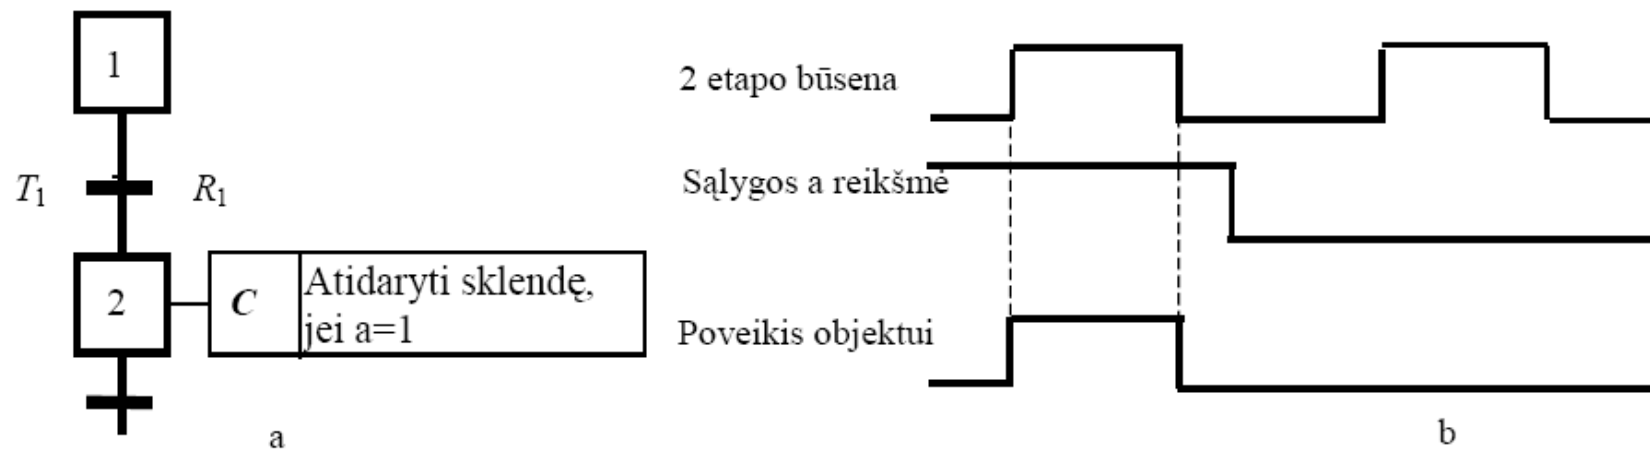 1
T1
R1
2
C
Atidaryti sklendę,
jei a=1
a
2 etapo būsena
Sąlygos a reikšmė
Poveikis objektui
b